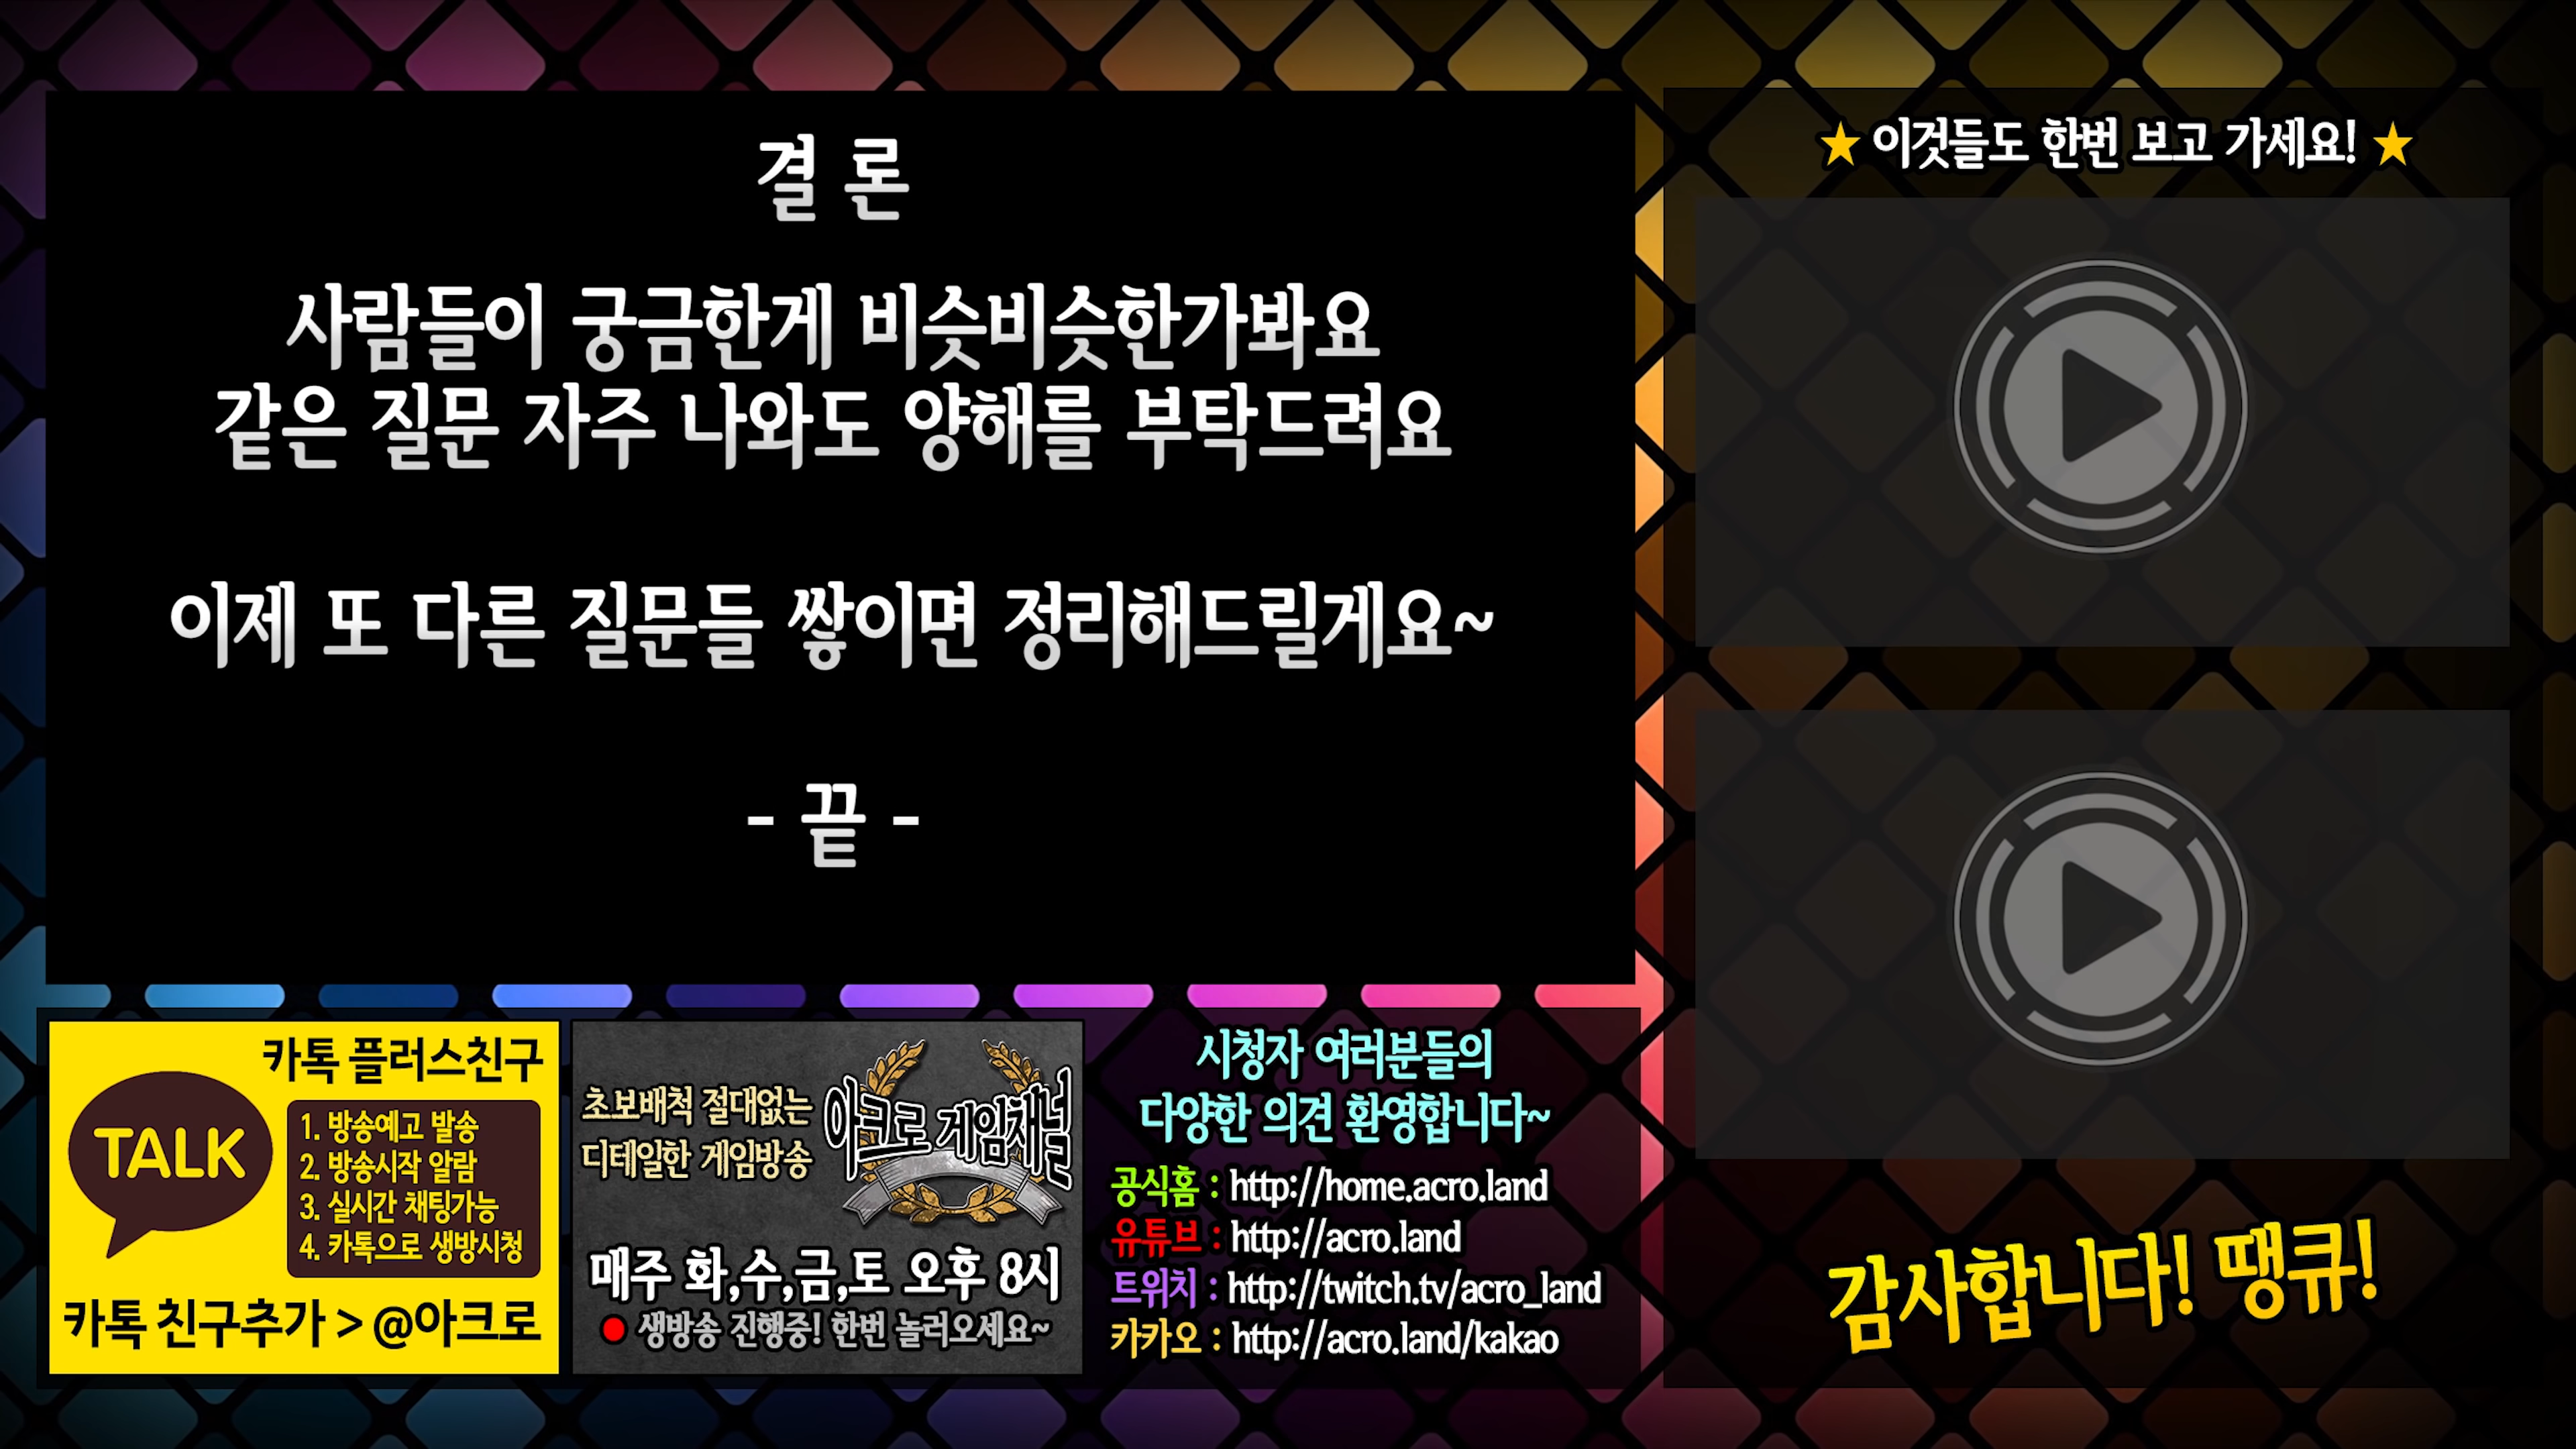 결 론
사람들이 궁금한게 비슷비슷한가봐요
같은 질문 자주 나와도 양해를 부탁드려요
이제 또 다른 질문들 쌓이면 정리해드릴게요~
- 끝 -
★ 이것들도 한번 보고 가세요! ★
카톡 플러스친구
TALK
1. 방송예고 발송
2. 방송시작 알람
3. 실시간 채팅가능
4. 카톡으로 생방시청
카톡 친구추가 > @아크로
초보배척 절대없는
디테일한 게임방송
아크로 게임채널
매주 화,수,금,토 오후 8시
생방송 진행중! 한번 놀러오세요~
시청자 여러분들의
다양한 의견 환영합니다~
공식홈 : http://home.acro.land
유튜브 : http://acro.land
트위치 : http://twitch.tv/acro_land
카카오 : http://acro.land/kakao
감사합니다! 땡큐!